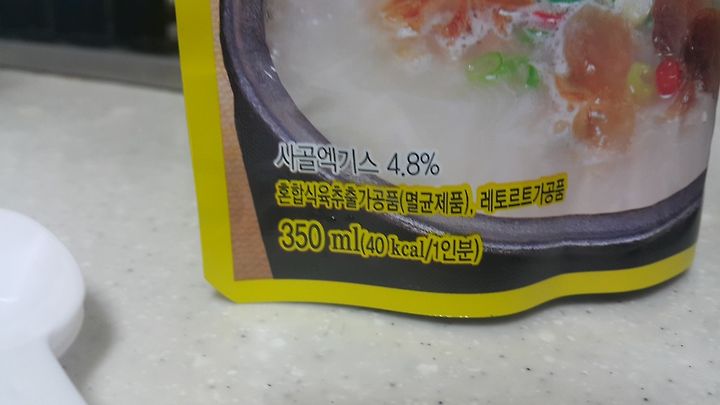 사골엑기스 4.8%
혼합식육추출가공품(멸균제품), 레토르트가공품
350 ml(40 kcal/1인분)